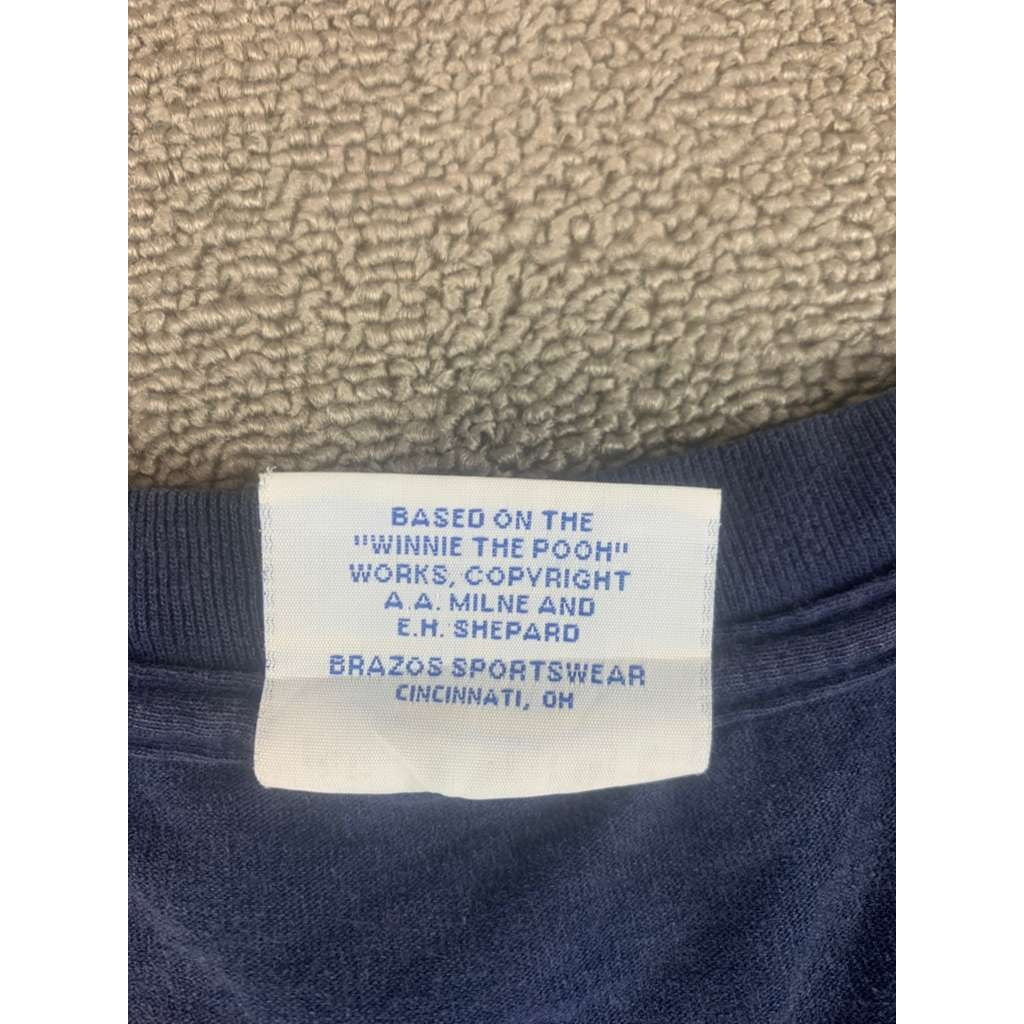 BASED ON THE
"WINNIE THE POOH"
WORKS, COPYRIGHT
A.A. MILNE AND
E.H. SHEPARD
BRAZOS SPORTSWEAR
CINCINNATI, OH